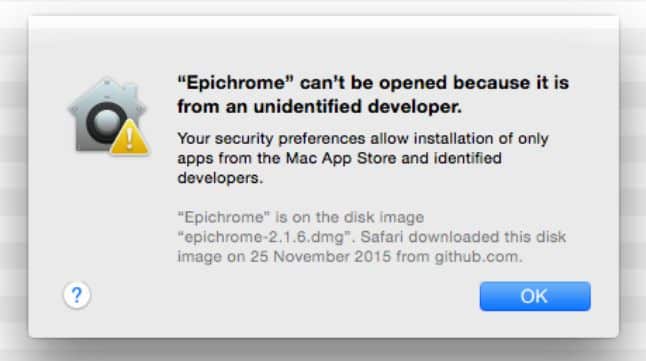 “Epichrome” can’t be opened because it is
from an unidentified developer.
Your security preferences allow installation of only
apps from the Mac App Store and identified
developers.
“Epichrome” is on the disk image
“epichrome-2.1.6.dmg”. Safari downloaded this disk
image on 25 November 2015 from github.com.
?
OK